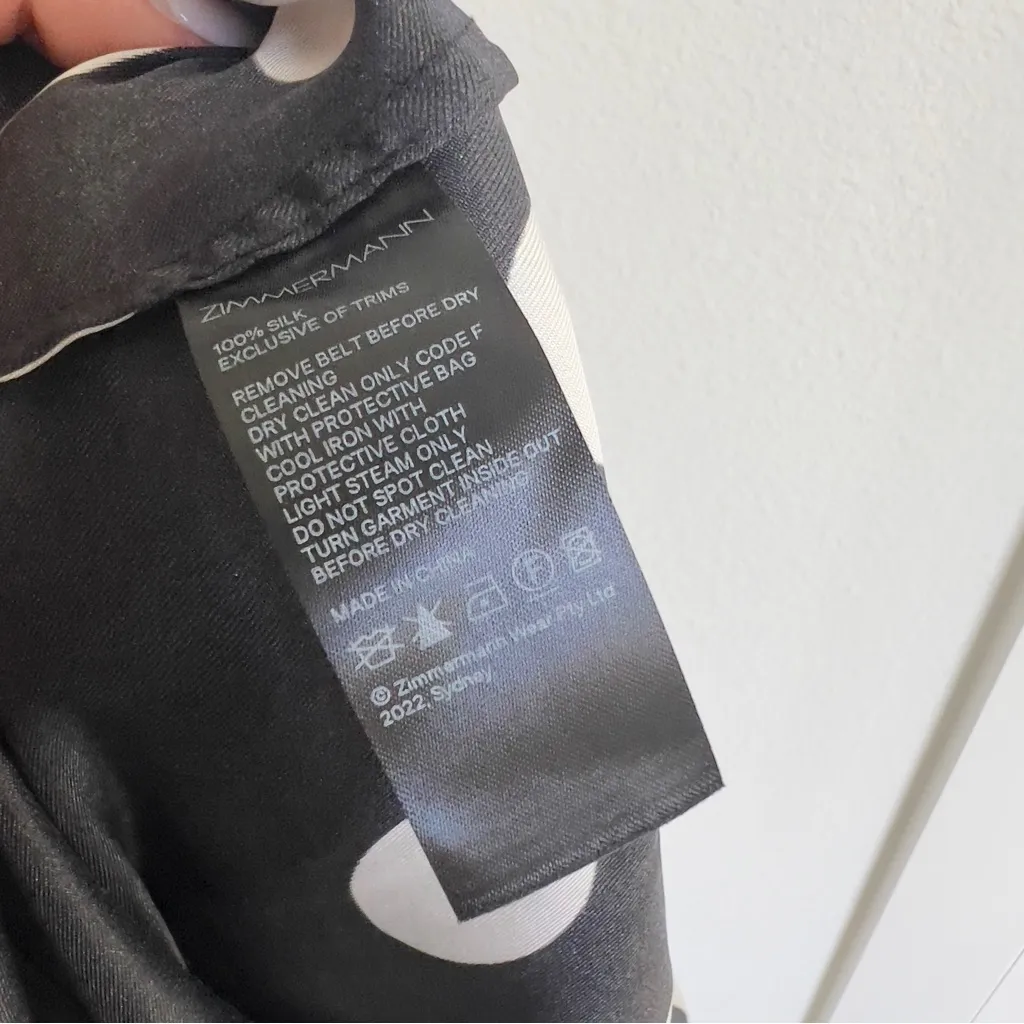 ZIMMERMANN
100% SILK
EXCLUSIVE OF TRIMS
REMOVE BELT BEFORE DRY
CLEANING
DRY CLEAN ONLY CODE F
WITH PROTECTIVE BAG
COOL IRON WITH
PROTECTIVE CLOTH
LIGHT STEAM ONLY
DO NOT SPOT CLEAN
TURN GARMENT INSIDE OUT
BEFORE DRY CLEANING
MADE IN CHINA
F
© Zimmermann Wear Pty Ltd
2022, Sydney